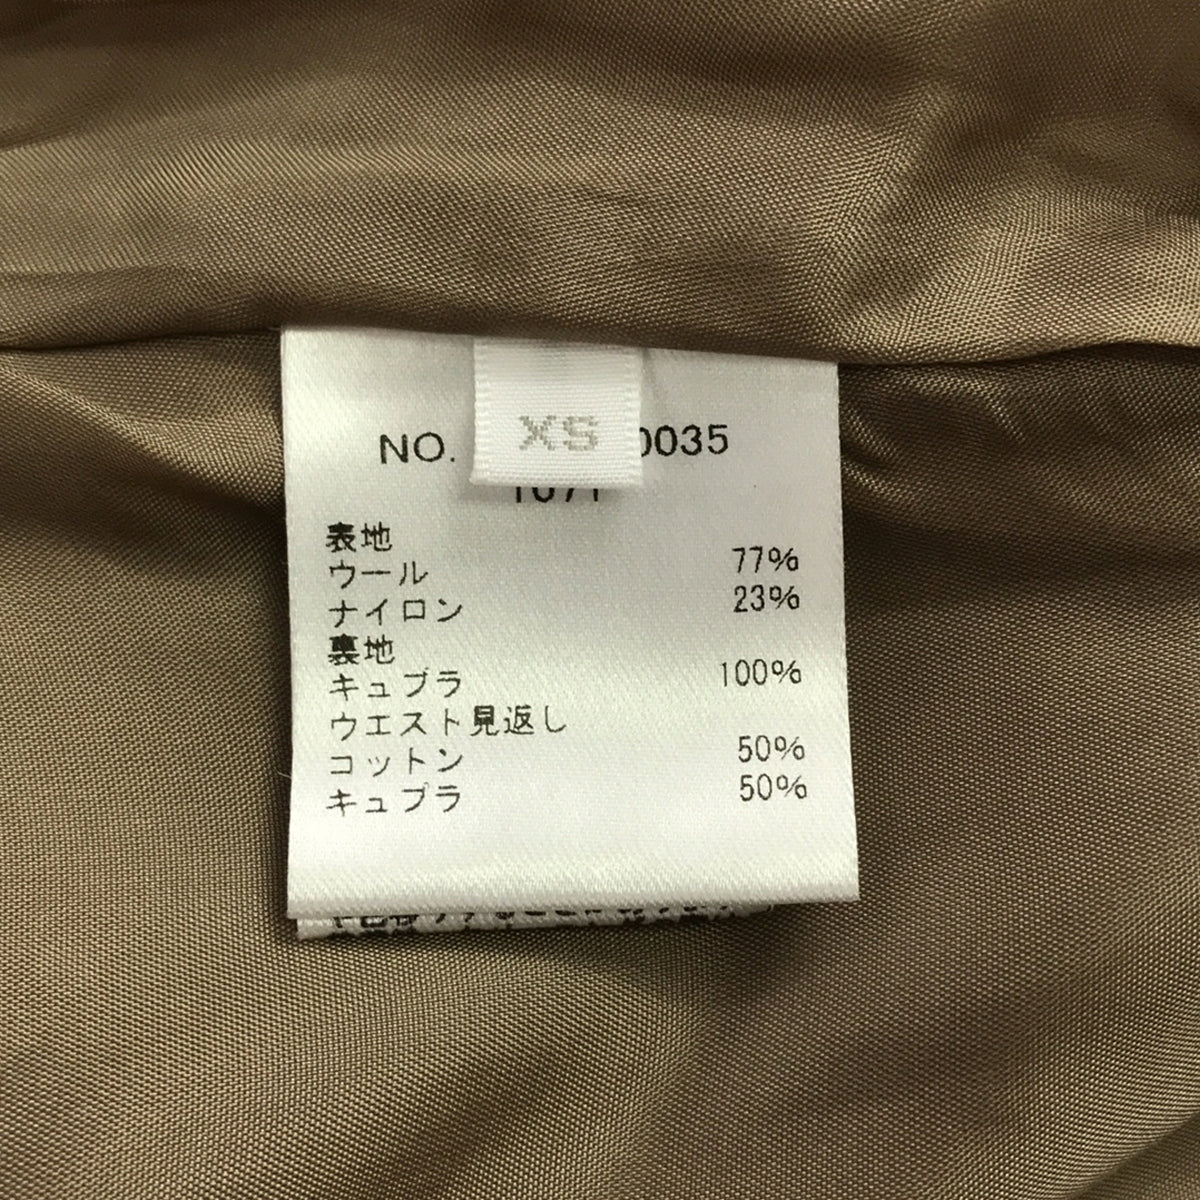 XS
NO. 0035
表地
ウール 77%
ナイロン 23%
裏地
キュプラ 100%
ウエスト見返し
コットン 50%
キュプラ 50%